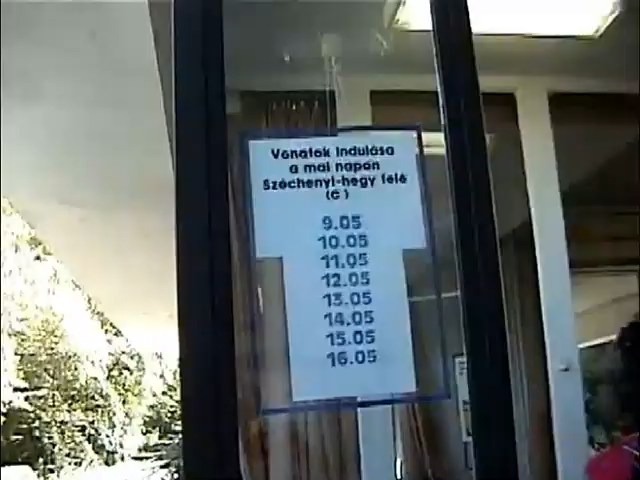 Vonatok indulása
a mai napon
Széchenyi-hegy felé
(C)
9.05
10.05
11.05
12.05
13.05
14.05
15.05
16.05